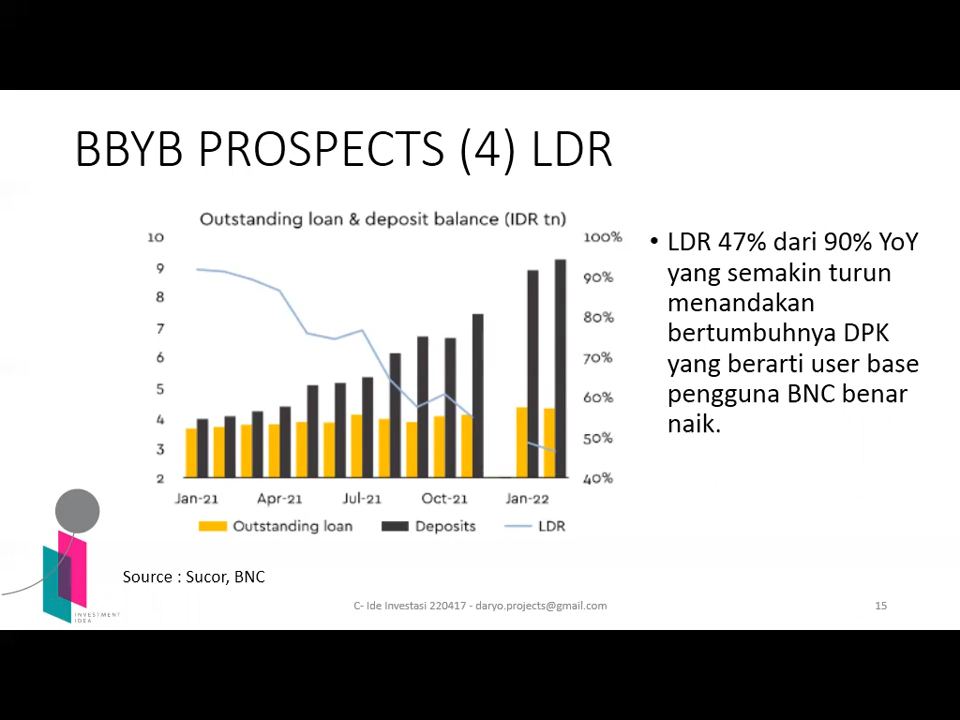 BBYB PROSPECTS (4) LDR
Outstanding loan & deposit balance (IDR tn)
10
9
8
7
6
5
4
3
2
100%
90%
80%
70%
60%
50%
40%
Jan-21 Apr-21 Jul-21 Oct-21 Jan-22
Outstanding loan Deposits LDR
• LDR 47% dari 90% YoY
yang semakin turun
menandakan
bertumbuhnya DPK
yang berarti user base
pengguna BNC benar
naik.
Source : Sucor, BNC
INVESTMENT
IDEA
C- Ide Investasi 220417 - daryo.projects@gmail.com
15